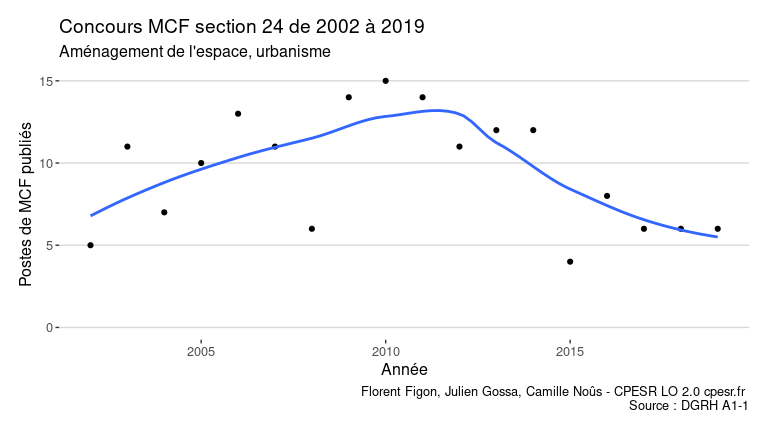 Concours MCF section 24 de 2002 à 2019
Aménagement de l'espace, urbanisme
Postes de MCF publiés
15
10
5
0
2005 2010 2015
Année
Florent Figon, Julien Gossa, Camille Noûs - CPESR LO 2.0 cpesr.fr
Source : DGRH A1-1